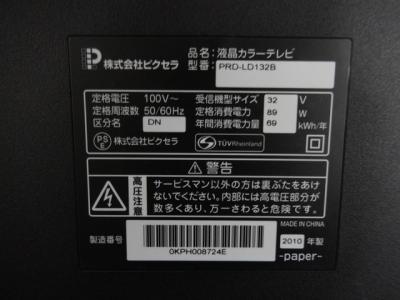 株式会社ピクセラ
品名：液晶カラーテレビ
型番： PRD-LD132B
定格電圧 100V～
定格周波数 50/60Hz
区分名 DN
受信機型サイズ 32 V
定格消費電力 89 W
年間消費電力量 69 kWh/年
PS E 株式会社ピクセラ
TÜVRheinland
高圧注意
警告
サービスマン以外の方は裏ぶたをあけ
ないでください。内部には高電圧部分が
数多くあり、万一さわると危険です。
MADE IN CHINA
製造番号
0KPH008724E
2010 年製
-paper-